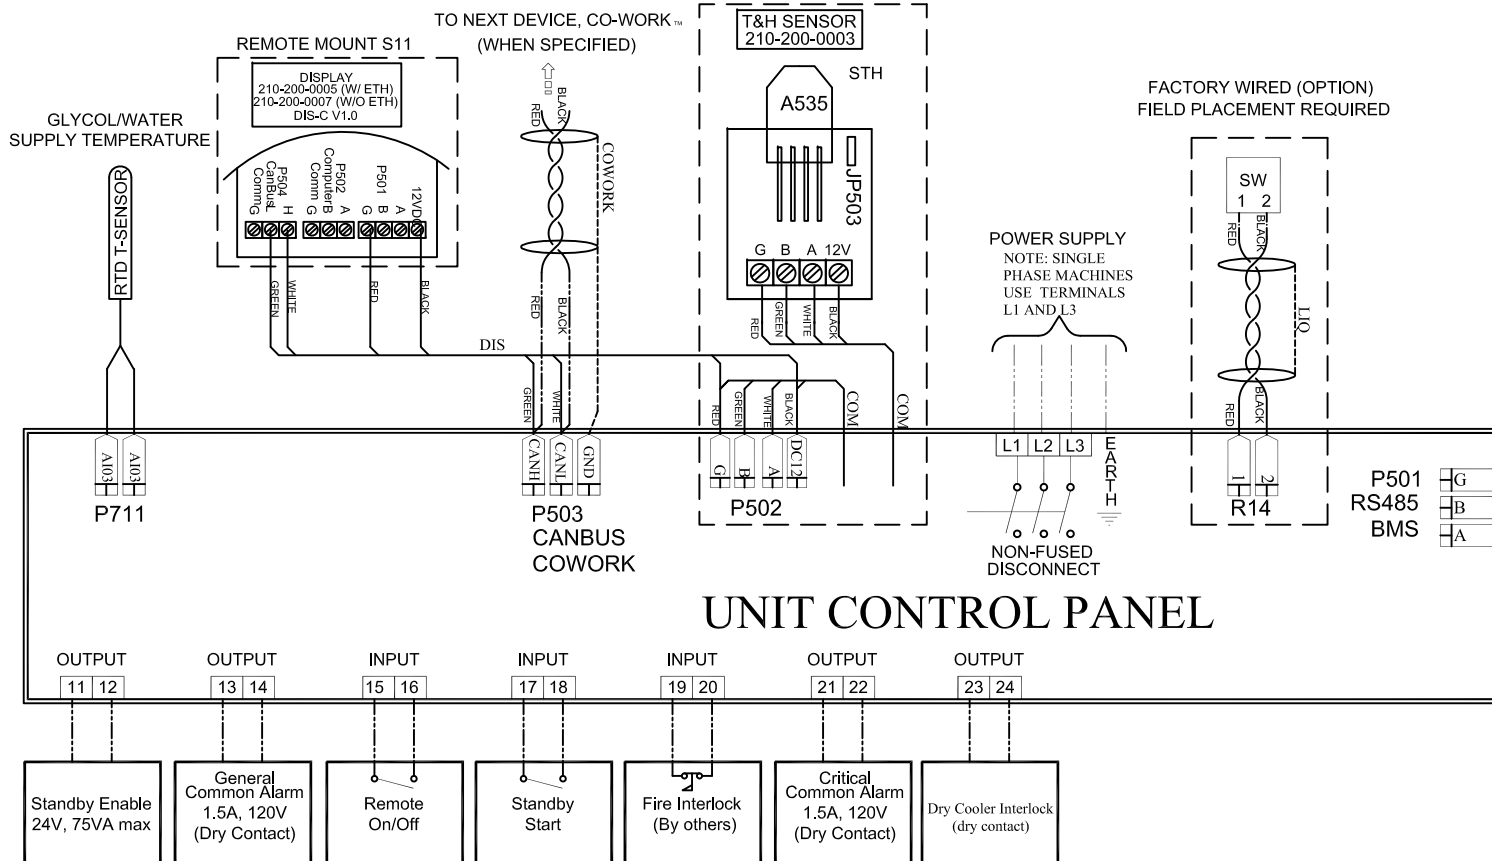 TO NEXT DEVICE, CO-WORK ™
(WHEN SPECIFIED)
REMOTE MOUNT S11
DISPLAY
210-200-0005 (W/ ETH)
210-200-0007 (W/O ETH)
DIS-C V1.0
GLYCOL/WATER
SUPPLY TEMPERATURE
RTD T-SENSOR
P504
CanBus
Comm
H
L
G
P502
Computer
Comm
A
B
G
P501
G
B
A
12VDC
GREEN
WHITE
RED
BLACK
DIS
RED
BLACK
COWORK
RED
BLACK
T&H SENSOR
210-200-0003
STH
A535
JP503
G B A 12V
RED
GREEN
WHITE
BLACK
COM
COM
RED
GREEN
WHITE
BLACK
GREEN
WHITE
POWER SUPPLY
NOTE: SINGLE
PHASE MACHINES
USE TERMINALS
L1 AND L3
FACTORY WIRED (OPTION)
FIELD PLACEMENT REQUIRED
SW
1 2
RED
BLACK
LIQ
RED
BLACK
AI03
AI03
P711
CANH
CANL
GND
P503
CANBUS
COWORK
G
B
A
DC12
P502
L1 L2 L3
EARTH
NON-FUSED
DISCONNECT
1
2
R14
P501
RS485
BMS
G
B
A
UNIT CONTROL PANEL
OUTPUT
11 12
OUTPUT
13 14
INPUT
15 16
INPUT
17 18
INPUT
19 20
OUTPUT
21 22
OUTPUT
23 24
Standby Enable
24V, 75VA max
General
Common Alarm
1.5A, 120V
(Dry Contact)
Remote
On/Off
Standby
Start
Fire Interlock
(By others)
Critical
Common Alarm
1.5A, 120V
(Dry Contact)
Dry Cooler Interlock
(dry contact)